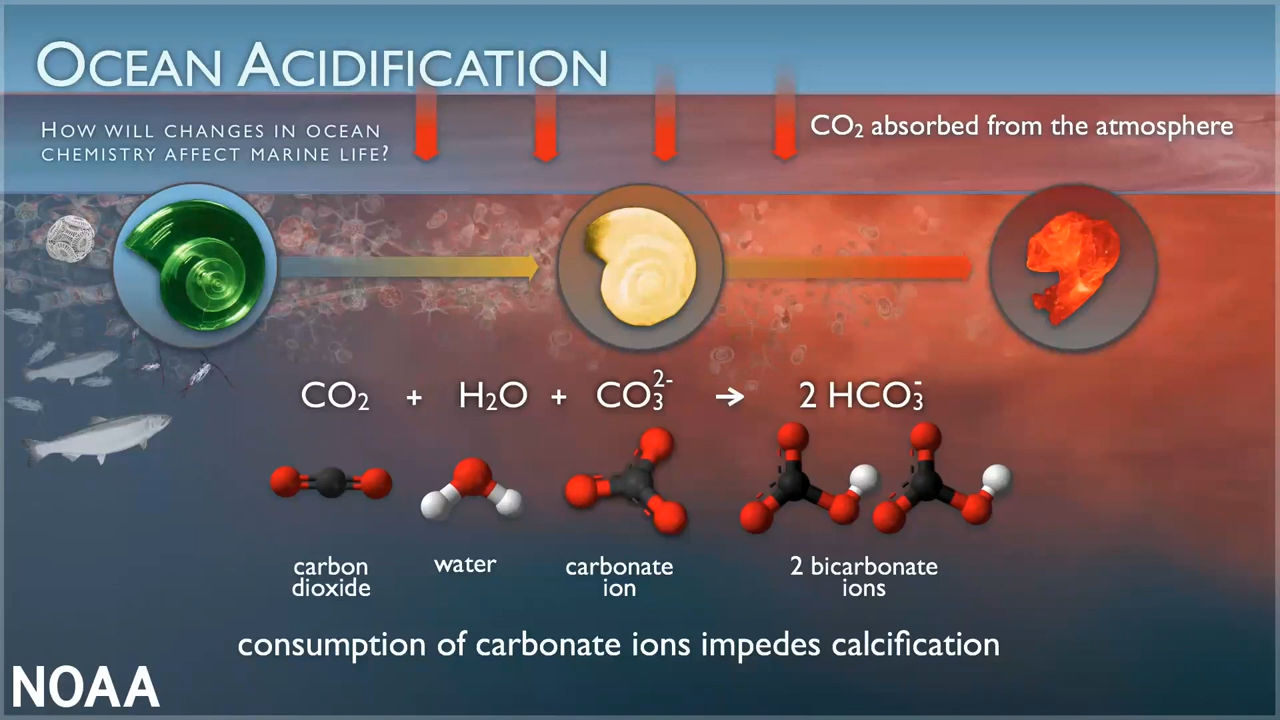 OCEAN ACIDIFICATION
HOW WILL CHANGES IN OCEAN
CHEMISTRY AFFECT MARINE LIFE?
CO₂ absorbed from the atmosphere
CO₂ + H₂O + CO₃²⁻ → 2 HCO₃⁻
carbon
dioxide
water
carbonate
ion
2 bicarbonate
ions
consumption of carbonate ions impedes calcification
NOAA